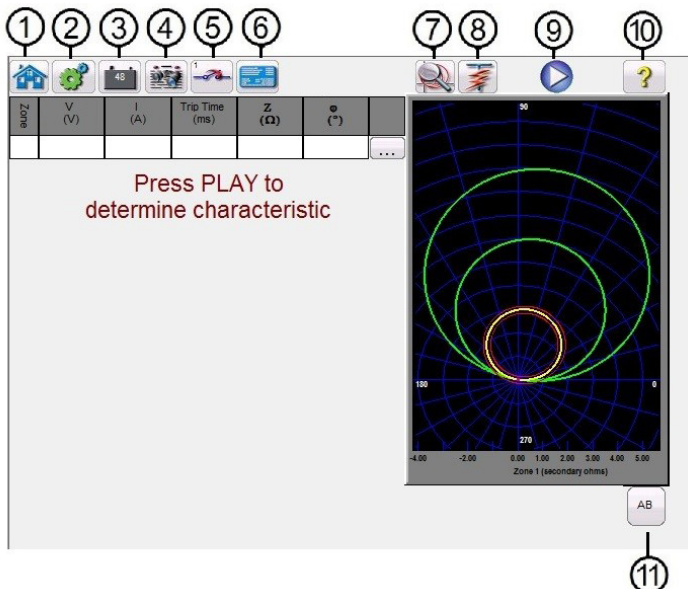 1 2 3 4 5 6 7 8 9 10
48 1 ?
Zone V (V) I (A) Trip Time (ms) Z (Ω) φ (°)
...
Press PLAY to
determine characteristic
90
180 0
270
-4.00 -2.00 0.00 1.00 2.00 3.00 4.00 5.00
Zone 1 (secondary ohms)
AB
11